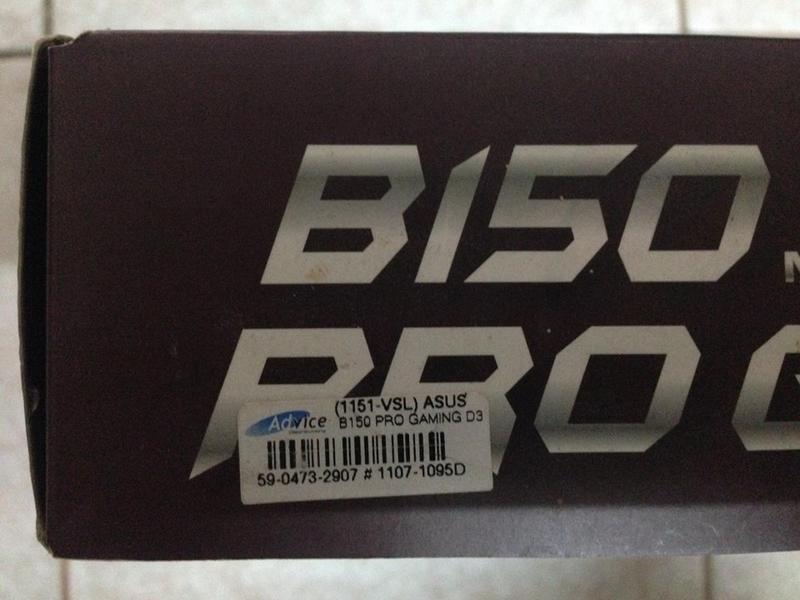 B150
PRO G
(1151-VSL) ASUS
Advice
B150 PRO GAMING D3
59-0473-2907 # 1107-1095D